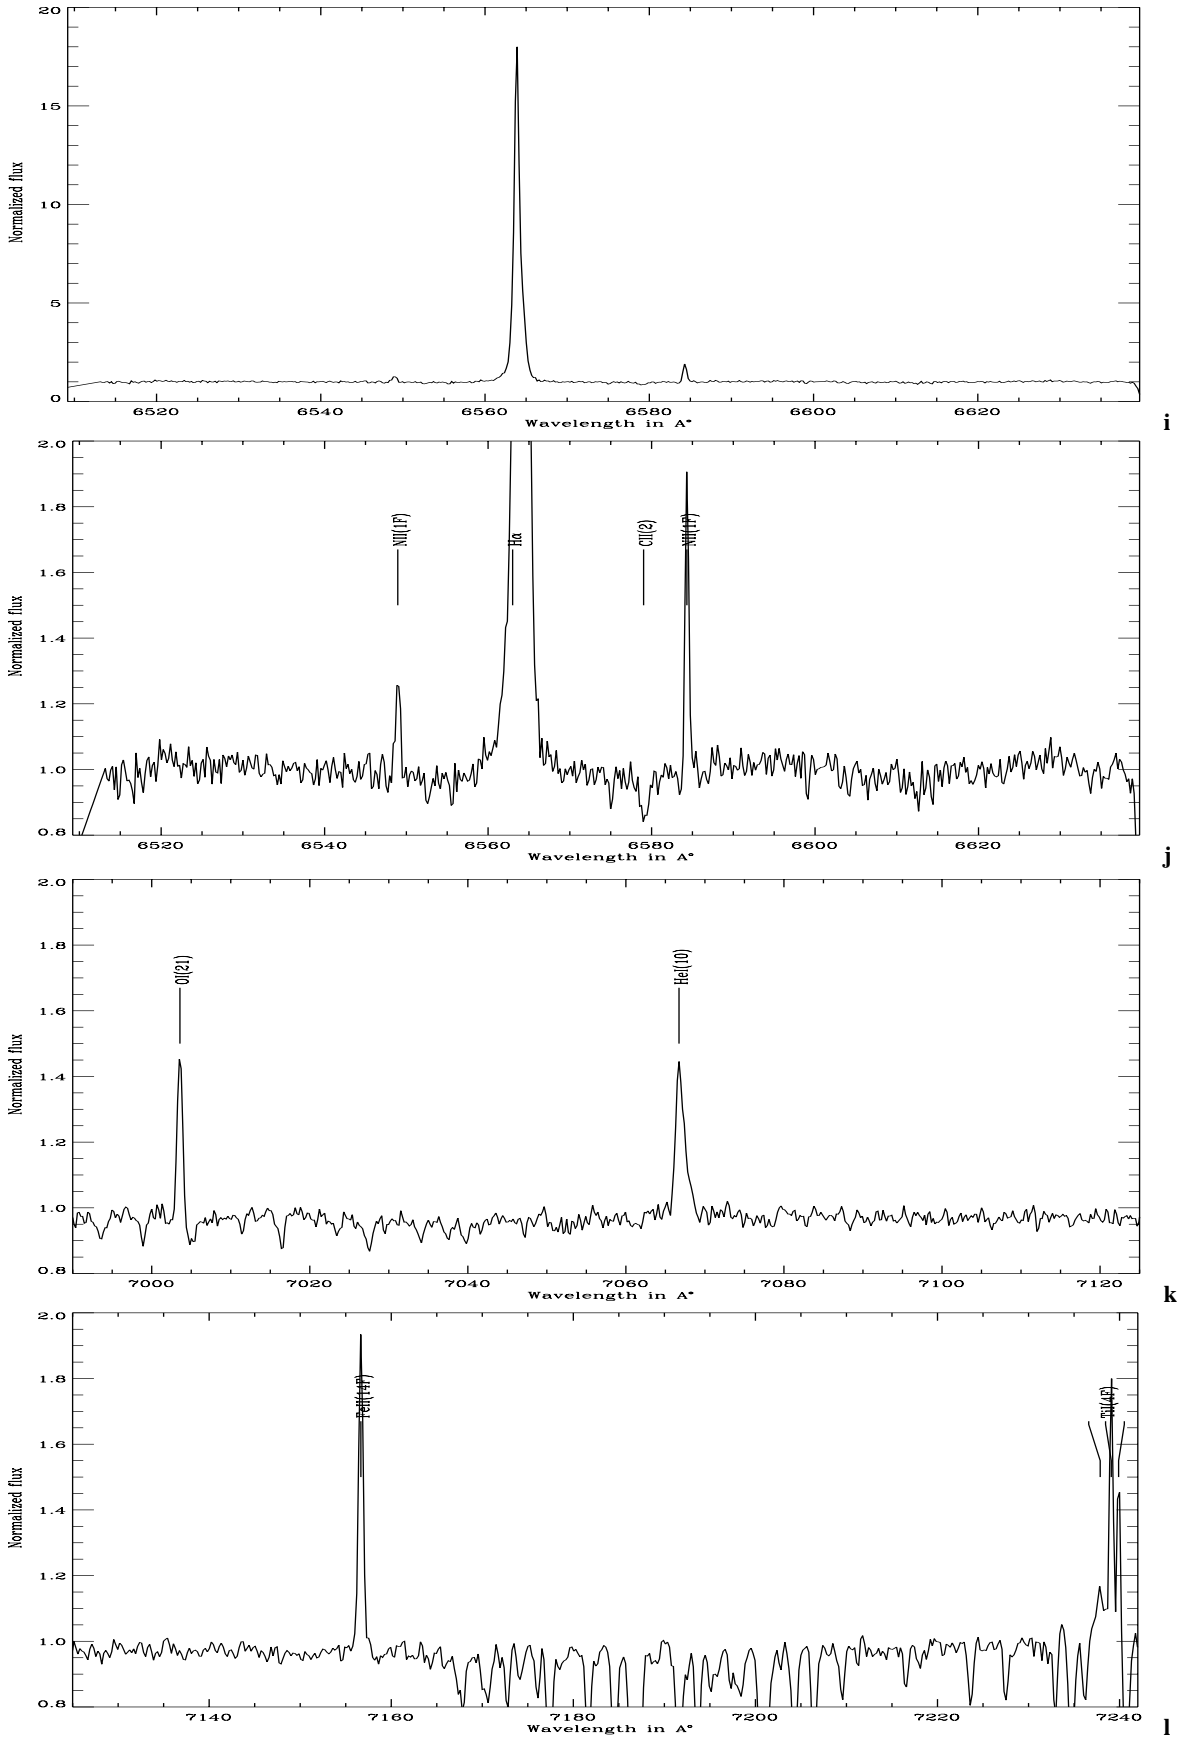 20
15
10
5
0
Normalized flux
6520 6540 6560 6580 6600 6620
Wavelength in A°
i
2.0
1.8
1.6
1.4
1.2
1.0
0.8
Normalized flux
NII(1F)
Hα
CII(2)
NII(1F)
6520 6540 6560 6580 6600 6620
Wavelength in A°
j
2.0
1.8
1.6
1.4
1.2
1.0
0.8
Normalized flux
OI(21)
HeI(10)
7000 7020 7040 7060 7080 7100 7120
Wavelength in A°
k
2.0
1.8
1.6
1.4
1.2
1.0
0.8
Normalized flux
FeII(14F)
TiI(4F)
7140 7160 7180 7200 7220 7240
Wavelength in A°
l